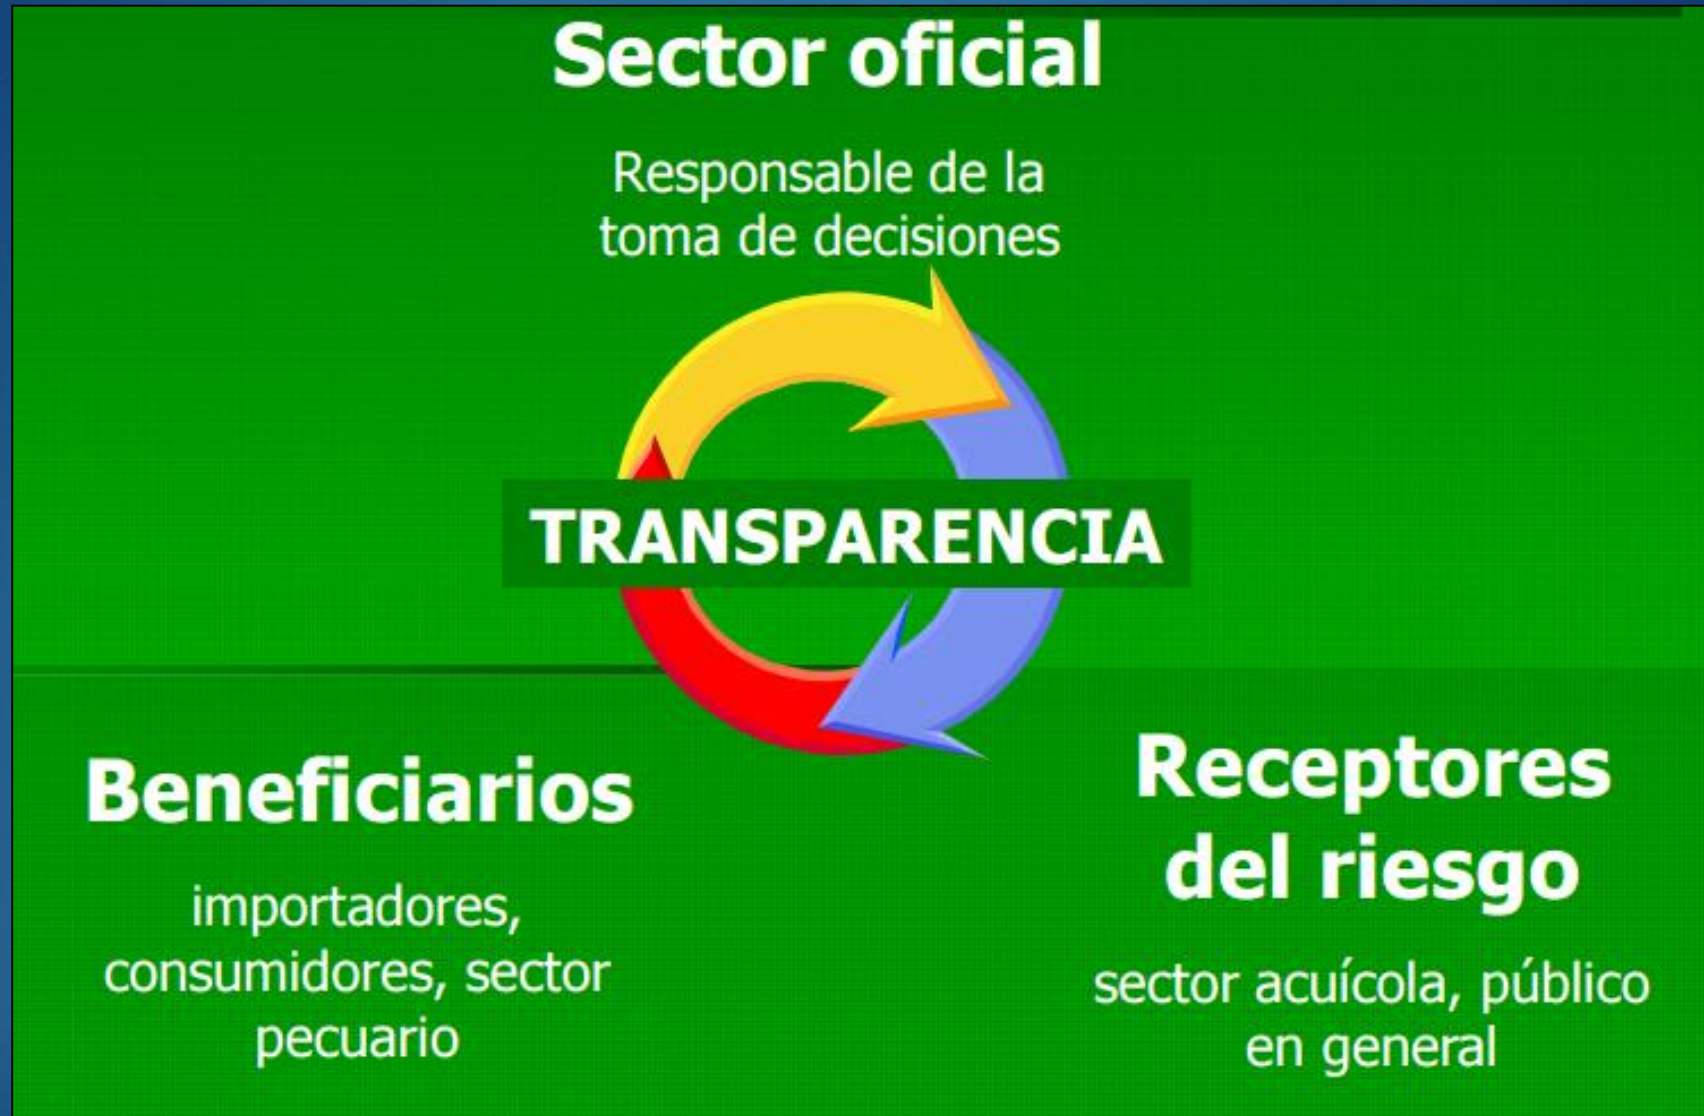 Sector oficial
Responsable de la
toma de decisiones
TRANSPARENCIA
Beneficiarios
importadores,
consumidores, sector
pecuario
Receptores
del riesgo
sector acuícola, público
en general